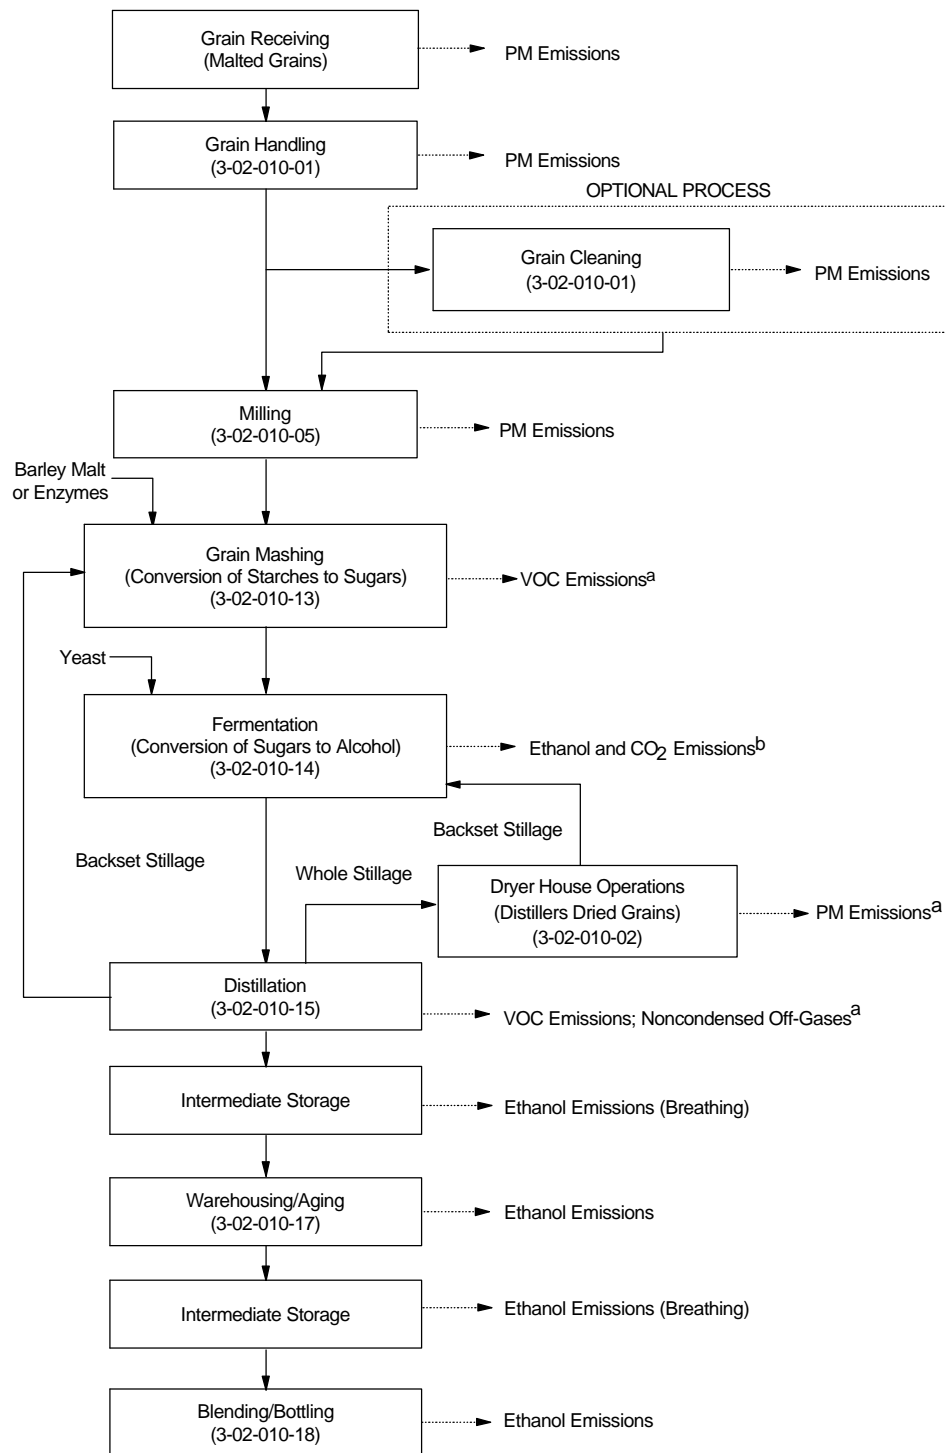 Grain Receiving
(Malted Grains)
PM Emissions
Grain Handling
(3-02-010-01)
PM Emissions
OPTIONAL PROCESS
Grain Cleaning
(3-02-010-01)
PM Emissions
Milling
(3-02-010-05)
PM Emissions
Barley Malt
or Enzymes
Grain Mashing
(Conversion of Starches to Sugars)
(3-02-010-13)
VOC Emissionsa
Yeast
Fermentation
(Conversion of Sugars to Alcohol)
(3-02-010-14)
Ethanol and CO2 Emissionsb
Backset Stillage
Backset Stillage
Whole Stillage
Dryer House Operations
(Distillers Dried Grains)
(3-02-010-02)
PM Emissionsa
Distillation
(3-02-010-15)
VOC Emissions; Noncondensed Off-Gasesa
Intermediate Storage
Ethanol Emissions (Breathing)
Warehousing/Aging
(3-02-010-17)
Ethanol Emissions
Intermediate Storage
Ethanol Emissions (Breathing)
Blending/Bottling
(3-02-010-18)
Ethanol Emissions